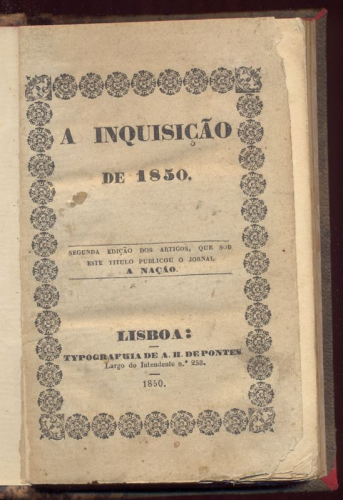 A INQUISIÇÃO
DE 1850.
SEGUNDA EDIÇÃO DOS ARTIGOS, QUE SOB
ESTE TITULO PUBLICOU O JORNAL
A NAÇÃO.
LISBOA:
TYPOGRAPHIA DE A. R. DE PONTES
Largo do Intendente n.º 252.
1850.